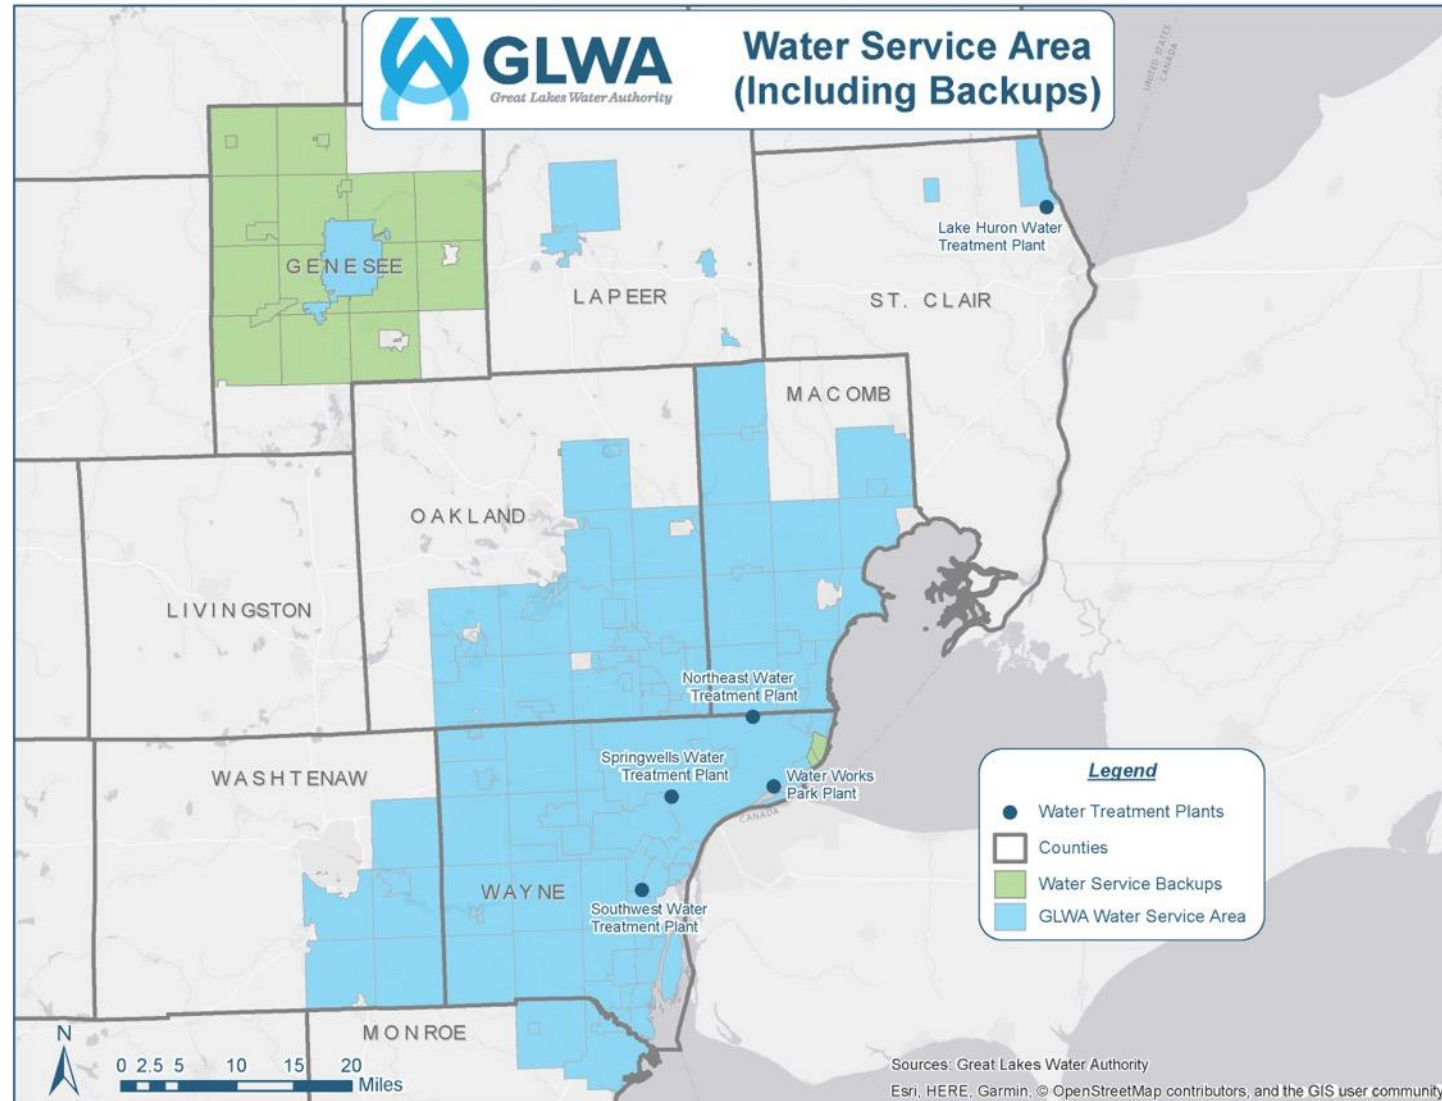 GLWA
Great Lakes Water Authority
Water Service Area
(Including Backups)
UNITED STATES
CANADA
Lake Huron Water
Treatment Plant
GENESEE
LAPEER
ST. CLAIR
MACOMB
OAKLAND
LIVINGSTON
Northeast Water
Treatment Plant
Springwells Water
Treatment Plant
Water Works
Park Plant
CANADA
WASHTENAW
WAYNE
Southwest Water
Treatment Plant
MONROE
Legend
Water Treatment Plants
Counties
Water Service Backups
GLWA Water Service Area
N
0 2.5 5 10 15 20
Miles
Sources: Great Lakes Water Authority
Esri, HERE, Garmin, © OpenStreetMap contributors, and the GIS user community